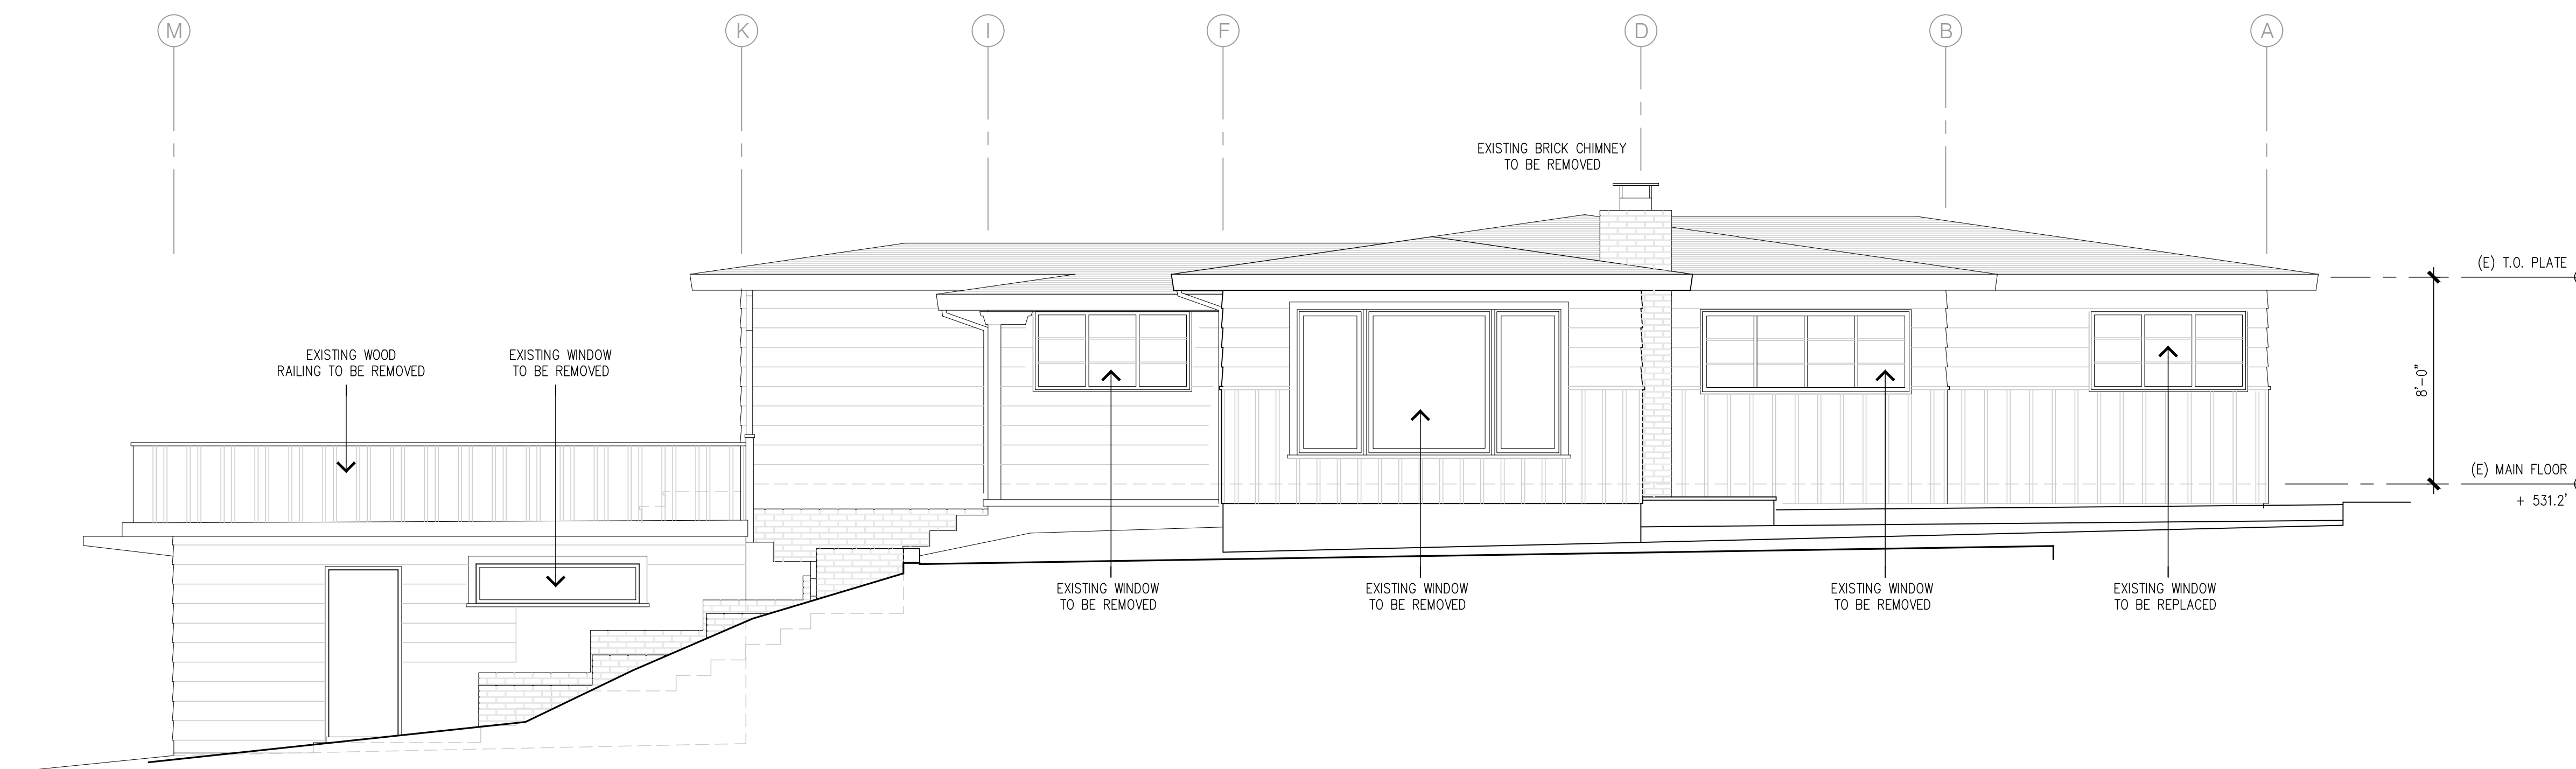 M
K
I
F
D
B
A
EXISTING BRICK CHIMNEY
TO BE REMOVED
(E) T.O. PLATE
EXISTING WOOD
RAILING TO BE REMOVED
EXISTING WINDOW
TO BE REMOVED
8'-0"
(E) MAIN FLOOR
+ 531.2'
EXISTING WINDOW
TO BE REMOVED
EXISTING WINDOW
TO BE REMOVED
EXISTING WINDOW
TO BE REMOVED
EXISTING WINDOW
TO BE REPLACED